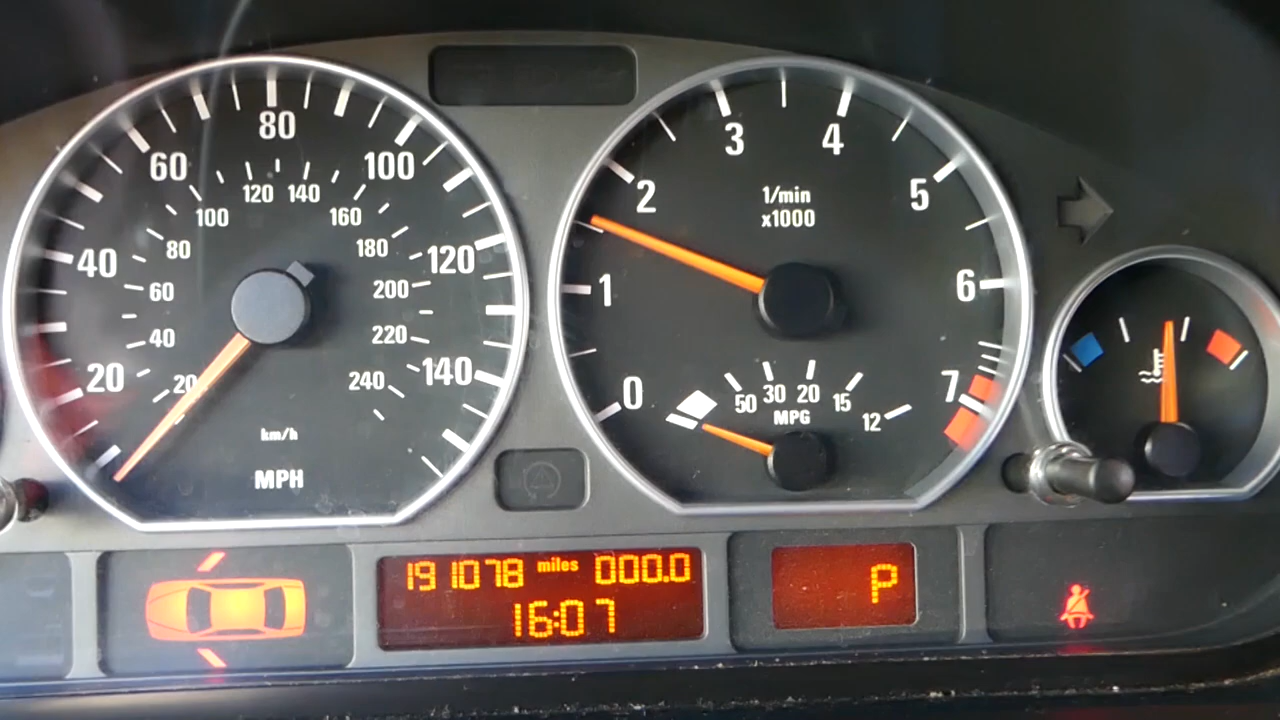 80
60 100
120 140
100 160
80 180
40 120
60 200
40 220
20 20 240 140
km/h
MPH
3 4
2 5
1/min
x1000
1 6
0 7
50 30 20 15 12
MPG
191078 miles 000.0
16:07
P